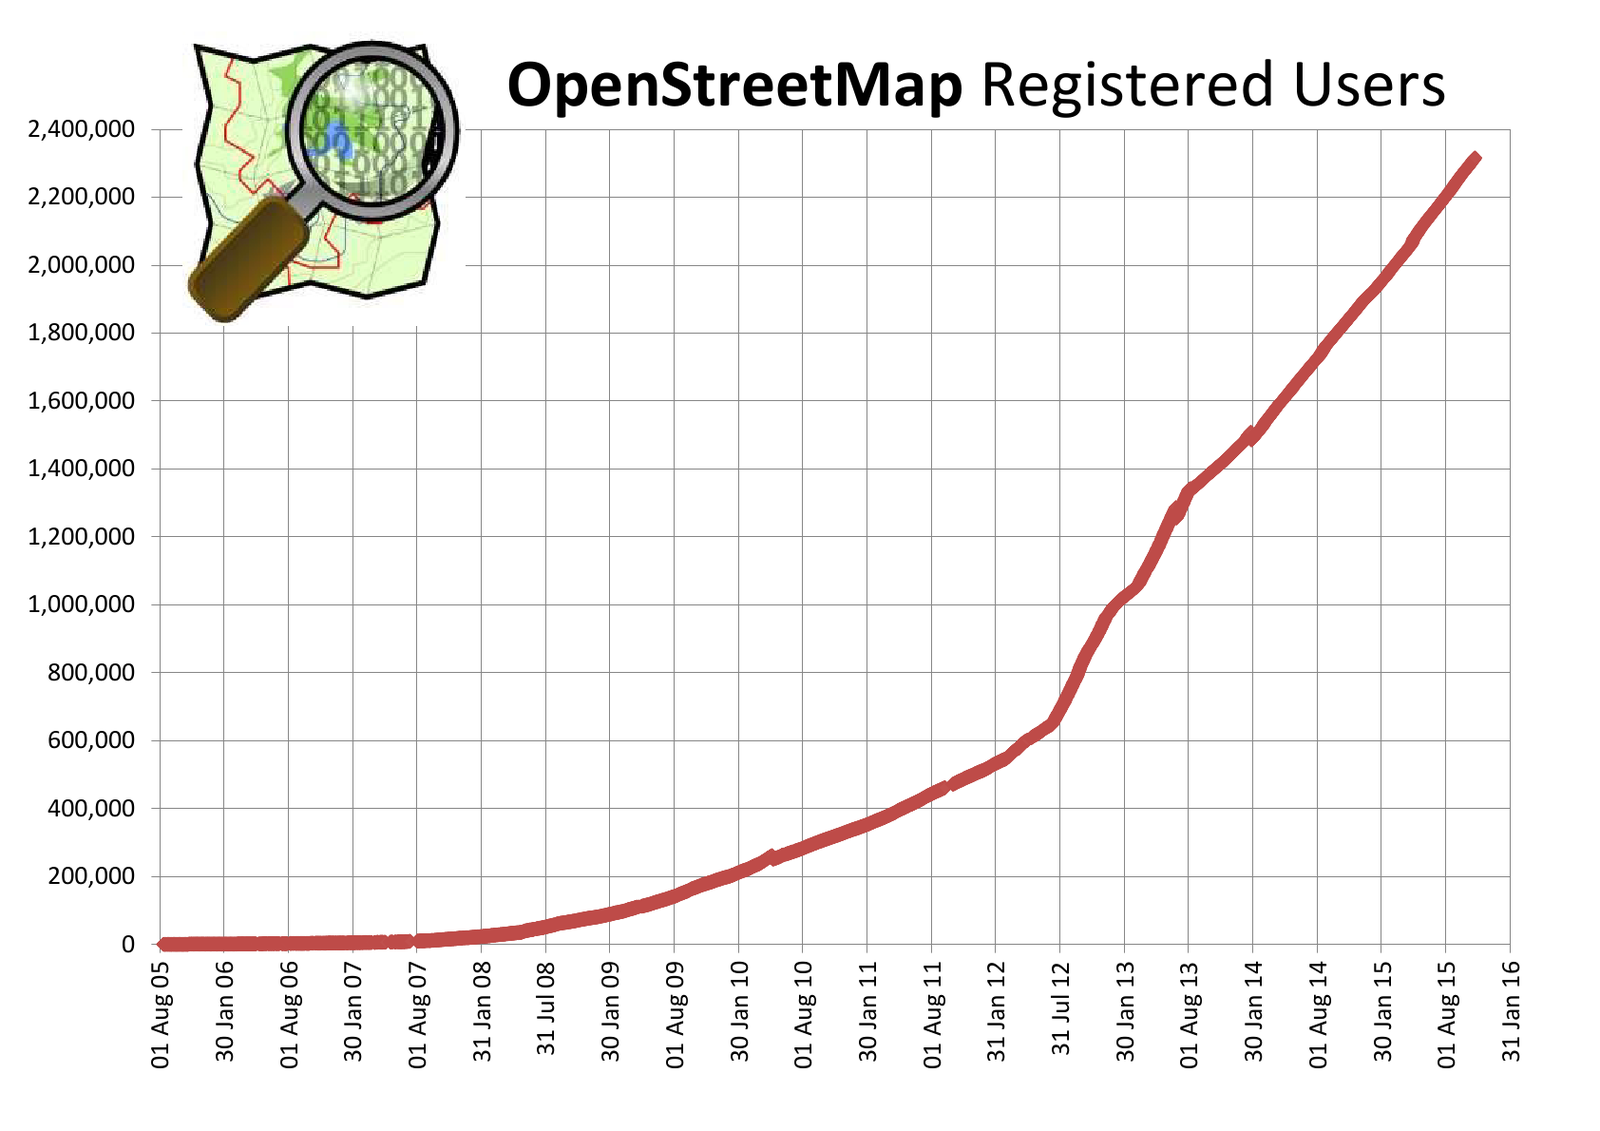 OpenStreetMap Registered Users
2,400,000
2,200,000
2,000,000
1,800,000
1,600,000
1,400,000
1,200,000
1,000,000
800,000
600,000
400,000
200,000
0
01 Aug 05
30 Jan 06
01 Aug 06
30 Jan 07
01 Aug 07
31 Jan 08
31 Jul 08
30 Jan 09
01 Aug 09
30 Jan 10
01 Aug 10
30 Jan 11
01 Aug 11
31 Jan 12
31 Jul 12
30 Jan 13
01 Aug 13
30 Jan 14
01 Aug 14
30 Jan 15
01 Aug 15
31 Jan 16